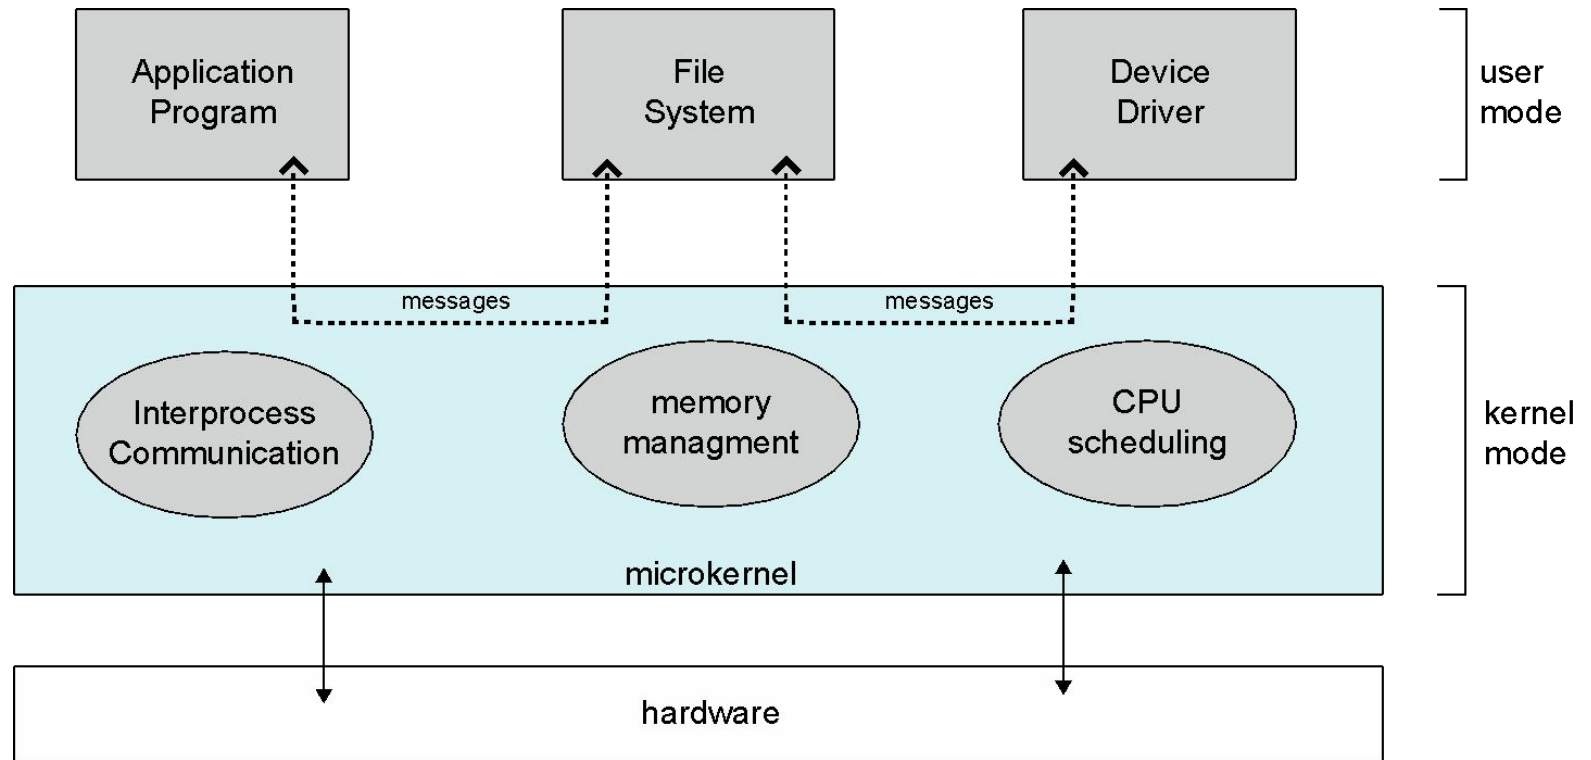 Application
Program
File
System
Device
Driver
user
mode
messages
messages
Interprocess
Communication
memory
managment
CPU
scheduling
kernel
mode
microkernel
hardware